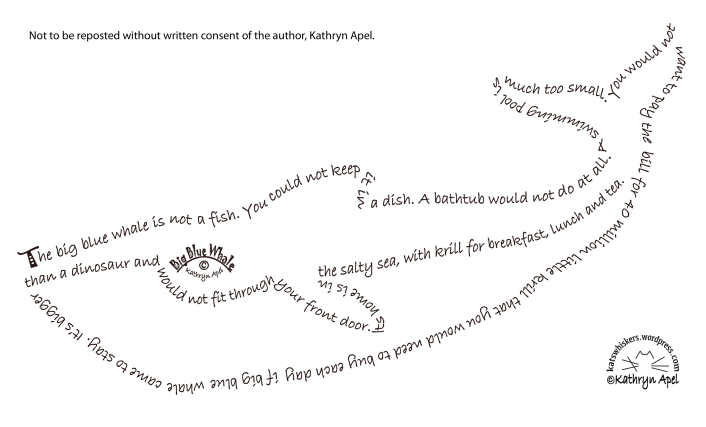 Not to be reposted without written consent of the author, Kathryn Apel.
The big blue whale is not a fish. You could not keep it in a dish. A bathtub would not do at all. A swimming pool is much too small. You would not want to pay the bill for 40 million little krill that you would need to buy each day if big blue whale came to stay. It's bigger than a dinosaur and would not fit through your front door. Its home is in the salty sea, with krill for breakfast, lunch and tea.
Big Blue Whale
©
Kathryn Apel
katswhiskers.wordpress.com
©Kathryn Apel